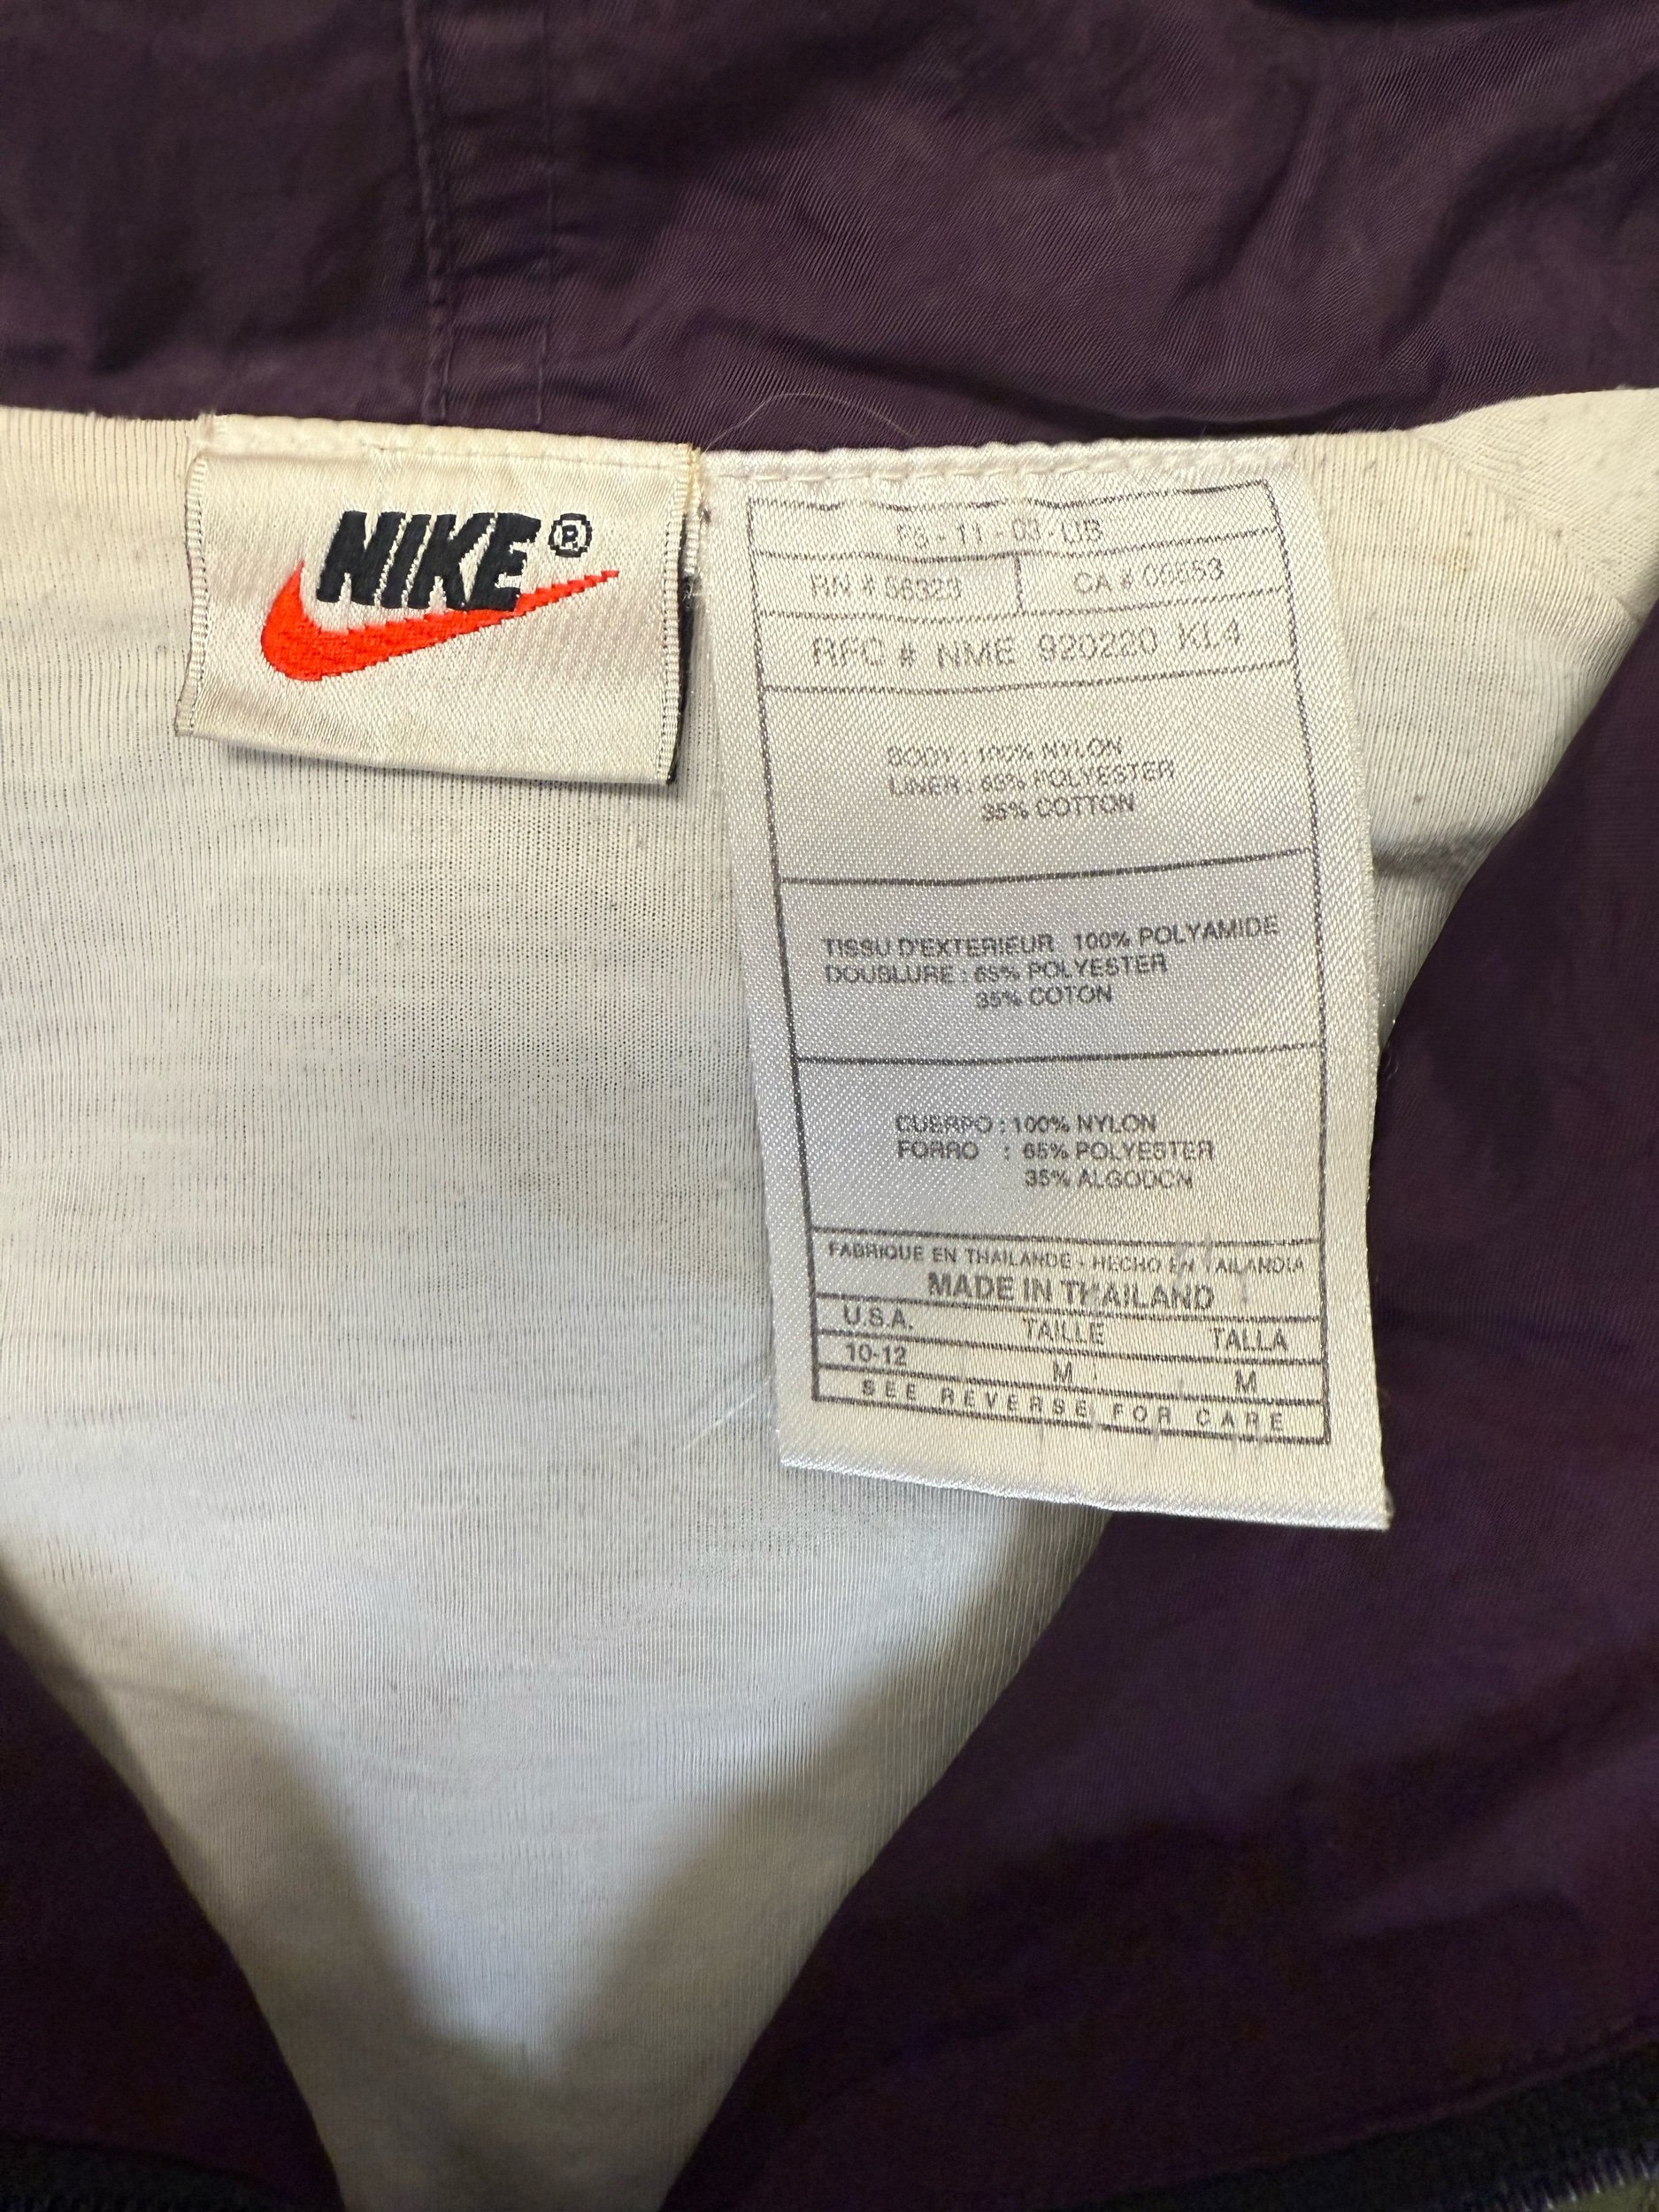 NIKE®
RN # 56323 CA # 05553
RFC # NME 920220 KL4
BODY : 100% NYLON
LINER : 65% POLYESTER
35% COTTON
TISSU D'EXTERIEUR 100% POLYAMIDE
DOUBLURE : 65% POLYESTER
35% COTON
CUERPO : 100% NYLON
FORRO : 65% POLYESTER
35% ALGODON
FABRIQUE EN THAILANDE - HECHO EN TAILANDIA
MADE IN THAILAND
U.S.A. TAILLE TALLA
10-12 M M
SEE REVERSE FOR CARE